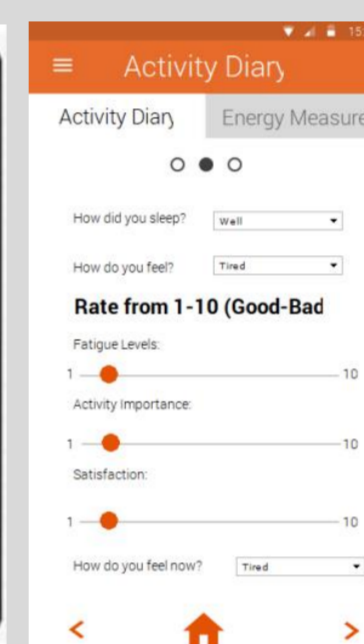 15
Activity Diary
Activity Diary Energy Measure
How did you sleep? Well
How do you feel? Tired
Rate from 1-10 (Good-Bad
Fatigue Levels:
1 10
Activity Importance:
1 10
Satisfaction:
1 10
How do you feel now? Tired